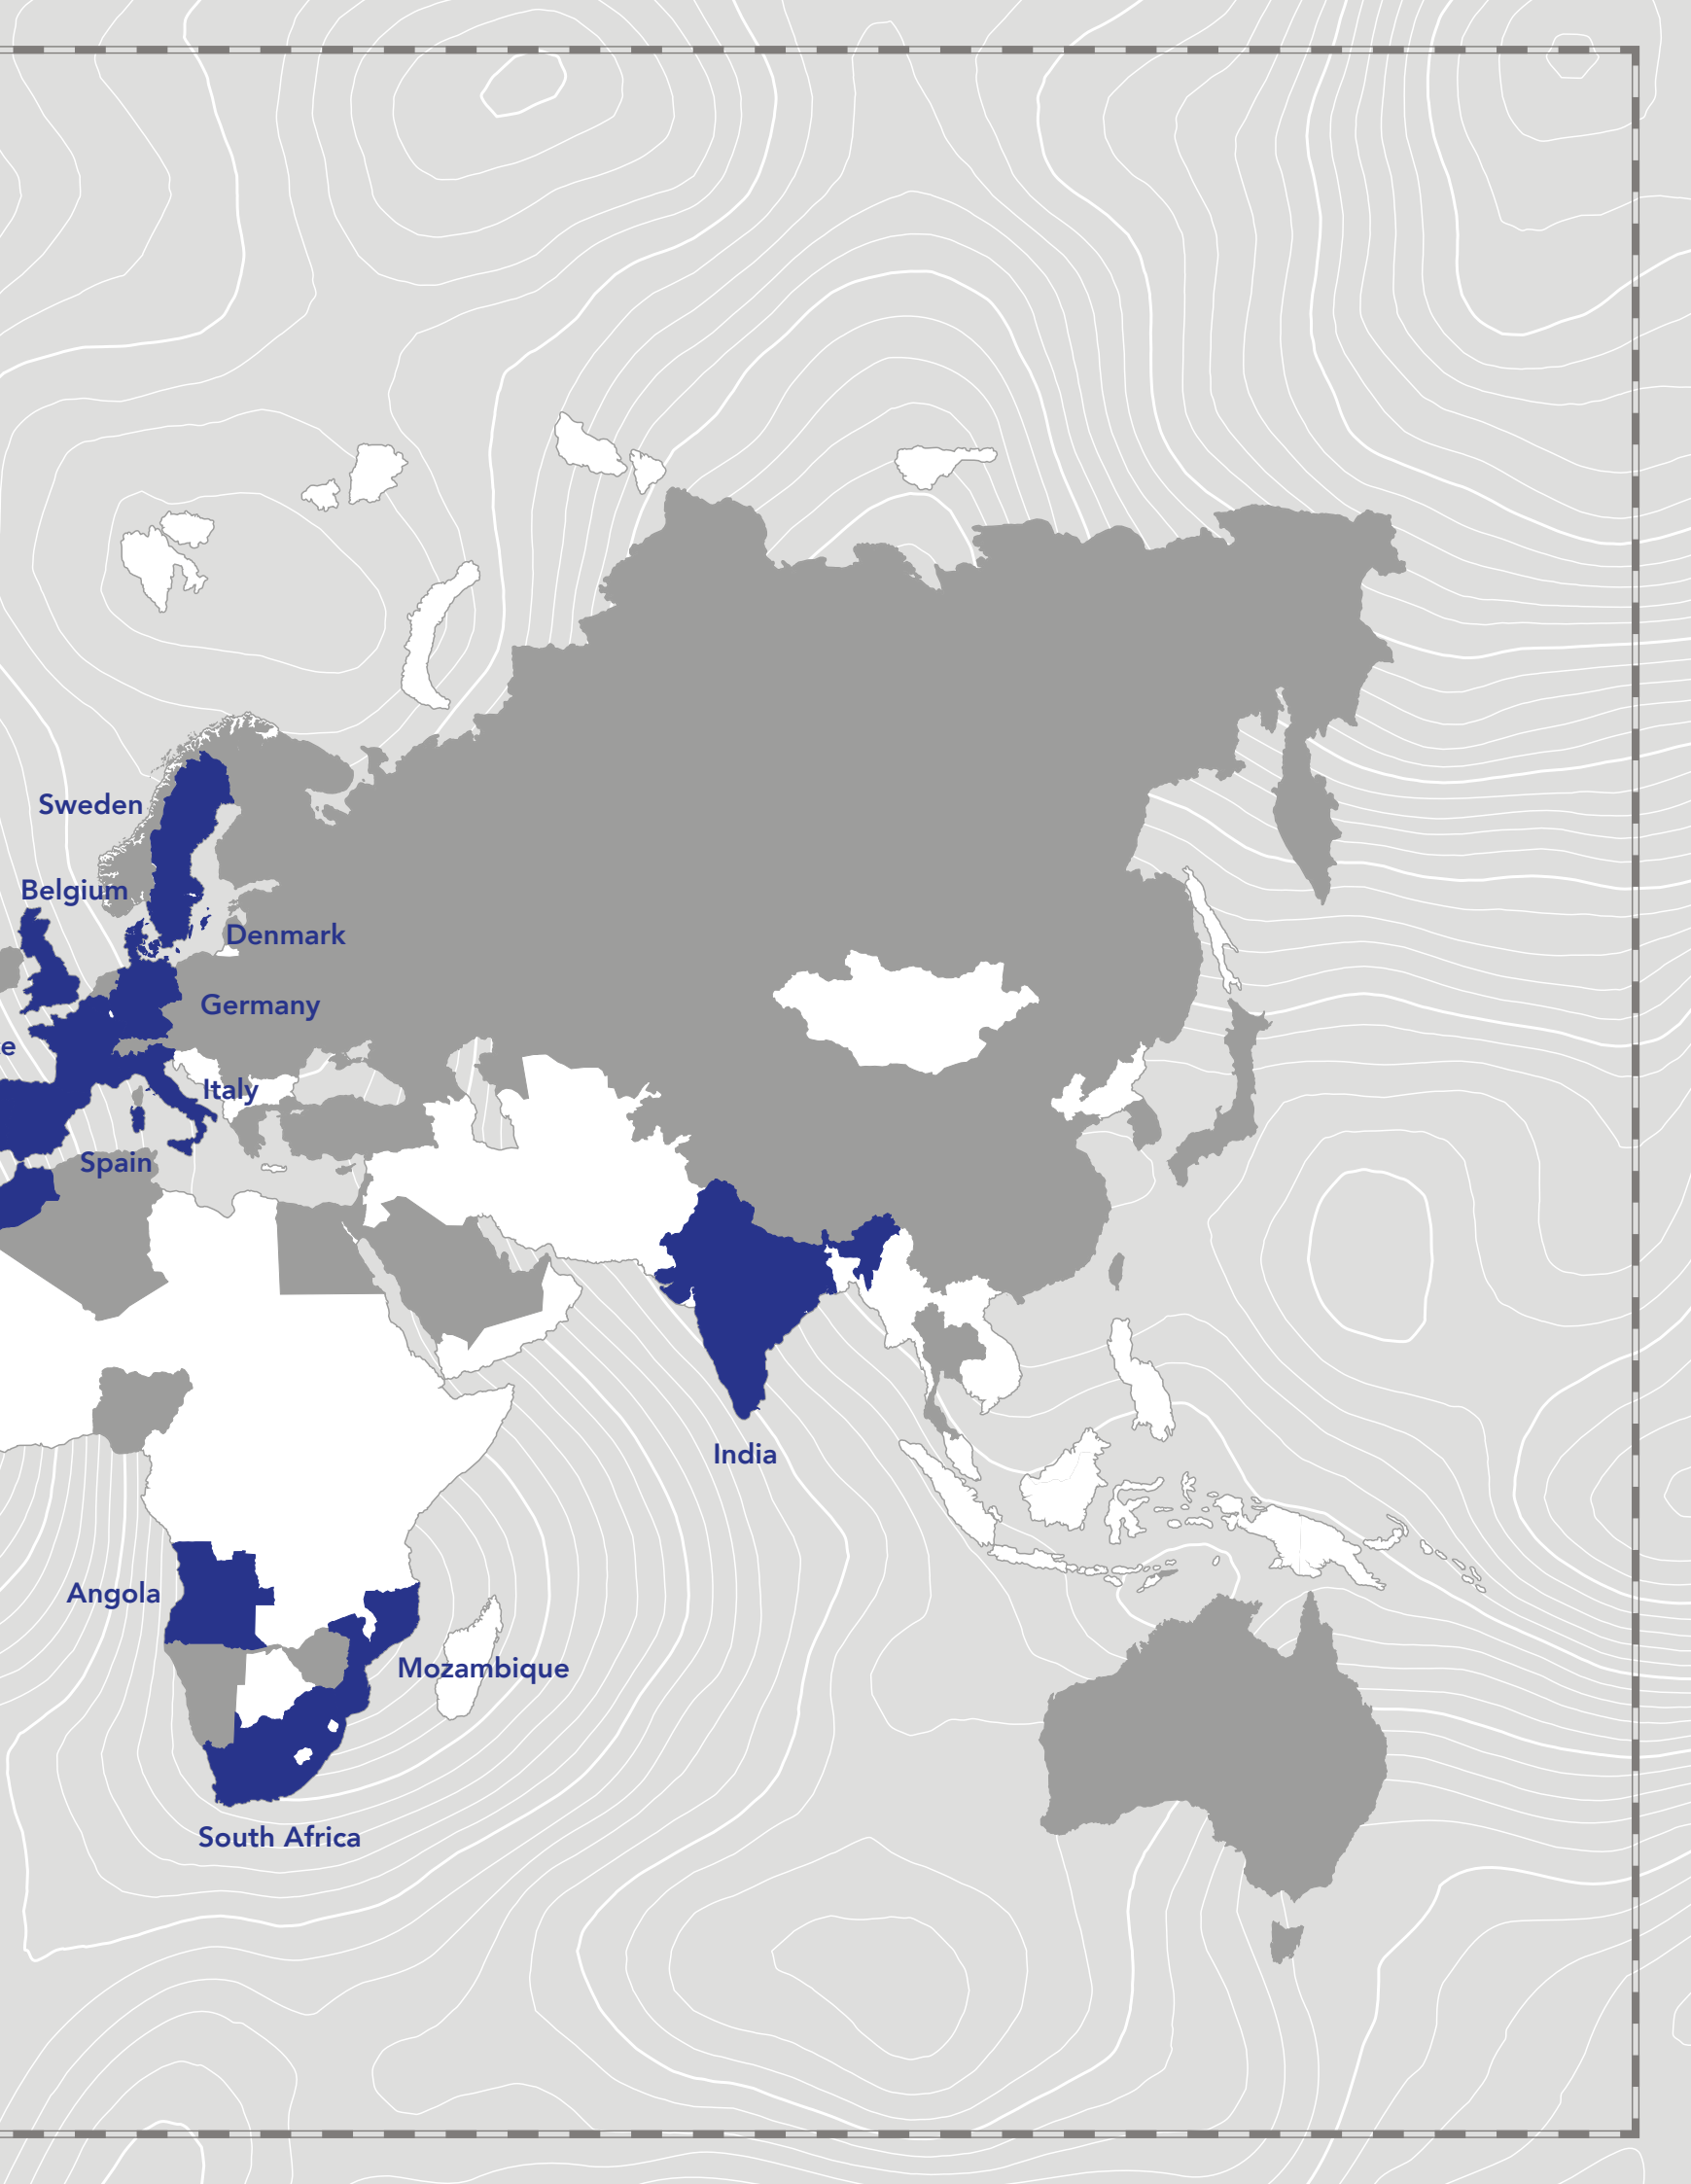 Sweden
Belgium
Denmark
Germany
e
Italy
Spain
India
Angola
Mozambique
South Africa